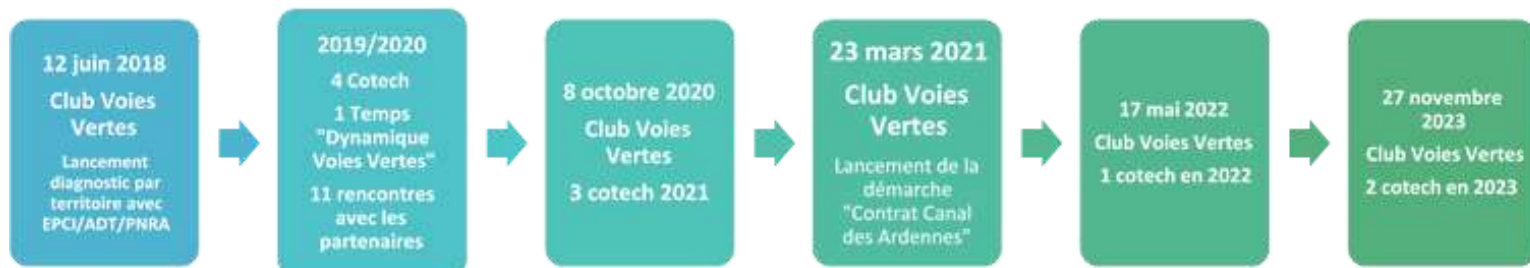 12 juin 2018
Club Voies
Vertes
Lancement
diagnostic par
territoire avec
EPCI/ADT/PNRA
2019/2020
4 Cotech
1 Temps
"Dynamique
Voies Vertes"
11 rencontres
avec les
partenaires
8 octobre 2020
Club Voies
Vertes
3 cotech 2021
23 mars 2021
Club Voies
Vertes
Lancement de la
démarche
"Contrat Canal
des Ardennes"
17 mai 2022
Club Voies Vertes
1 cotech en 2022
27 novembre
2023
Club Voies Vertes
2 cotech en 2023